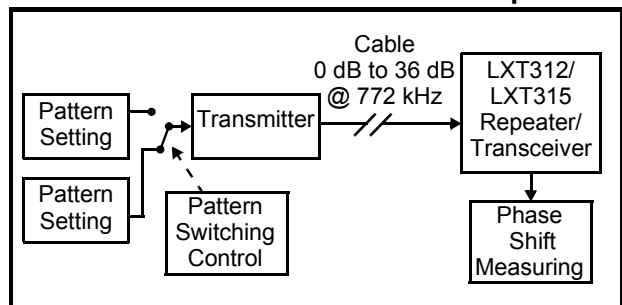 Cable
0 dB to 36 dB
@ 772 kHz
LXT312/
LXT315
Repeater/
Transceiver
Pattern
Setting
Transmitter
Pattern
Setting
Pattern
Switching
Control
Phase
Shift
Measuring